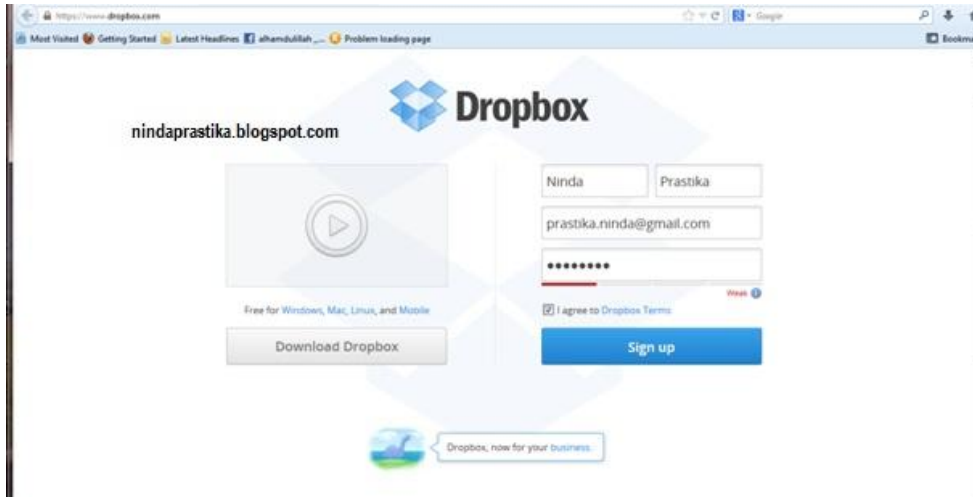 https://www.dropbox.com
Google
Most Visited Getting Started Latest Headlines alhamdulillah ,... Problem loading page
Bookma
Dropbox
nindaprastika.blogspot.com
Ninda Prastika
prastika.ninda@gmail.com
Weak
Free for Windows, Mac, Linux, and Mobile
I agree to Dropbox Terms
Download Dropbox
Sign up
Dropbox, now for your business.